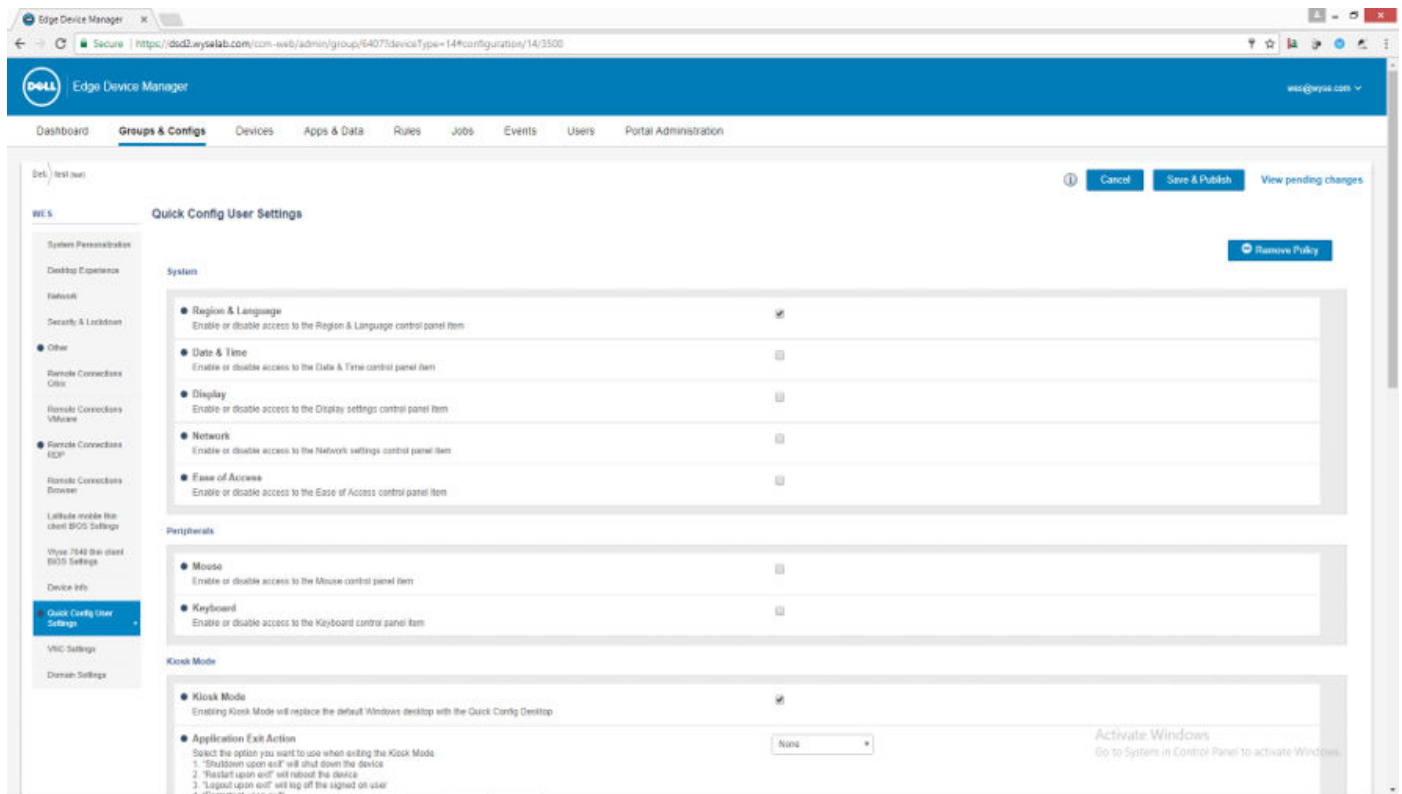 Edge Device Manager
Secure | https://dsd2.wyselab.com/ccm-web/admin/group/6407?deviceType=14#configuration/14/3500
DELL
Edge Device Manager
wes@wyse.com
Dashboard
Groups & Configs
Devices
Apps & Data
Rules
Jobs
Events
Users
Portal Administration
test
Cancel
Save & Publish
View pending changes
WES
Quick Config User Settings
Remove Policy
System Personalization
Desktop Experience
Network
Security & Lockdown
Other
Remote Connections
Citrix
Remote Connections
VMware
Remote Connections
RDP
Remote Connections
Browser
Latitude mobile thin
client BIOS Settings
Wyse 7040 thin client
BIOS Settings
Device Info
Quick Config User
Settings
VNC Settings
Domain Settings
System
Region & Language
Enable or disable access to the Region & Language control panel item
Date & Time
Enable or disable access to the Date & Time control panel item
Display
Enable or disable access to the Display settings control panel item
Network
Enable or disable access to the Network settings control panel item
Ease of Access
Enable or disable access to the Ease of Access control panel item
Peripherals
Mouse
Enable or disable access to the Mouse control panel item
Keyboard
Enable or disable access to the Keyboard control panel item
Kiosk Mode
Kiosk Mode
Enabling Kiosk Mode will replace the default Windows desktop with the Quick Config Desktop
Application Exit Action
None
Select the option you want to use when exiting the Kiosk Mode
1. "Shutdown upon exit" will shut down the device
2. "Restart upon exit" will reboot the device
3. "Logout upon exit" will log off the signed on user
Activate Windows
Go to System in Control Panel to activate Windows.